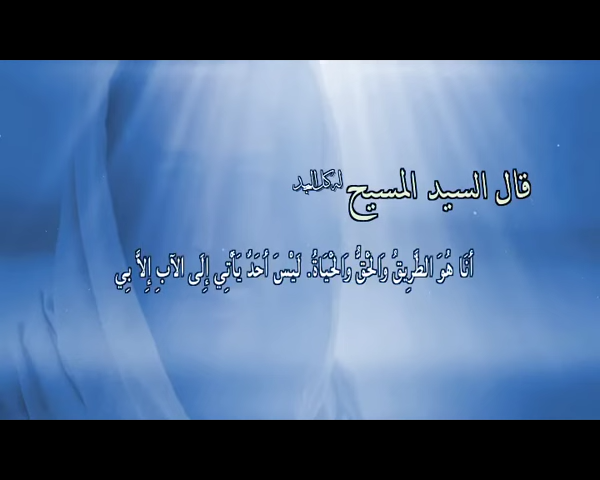 قال السيد المسيح له كل المجد
أَنَا هُوَ الطَّرِيقُ وَالْحَقُّ وَالْحَيَاةُ. لَيْسَ أَحَدٌ يَأْتِي إِلَى الآبِ إِلاَّ بِي